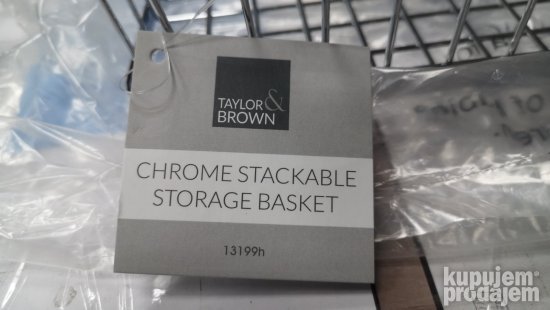 TAYLOR &
BROWN
CHROME STACKABLE
STORAGE BASKET
13199h
kupujem
prodajem